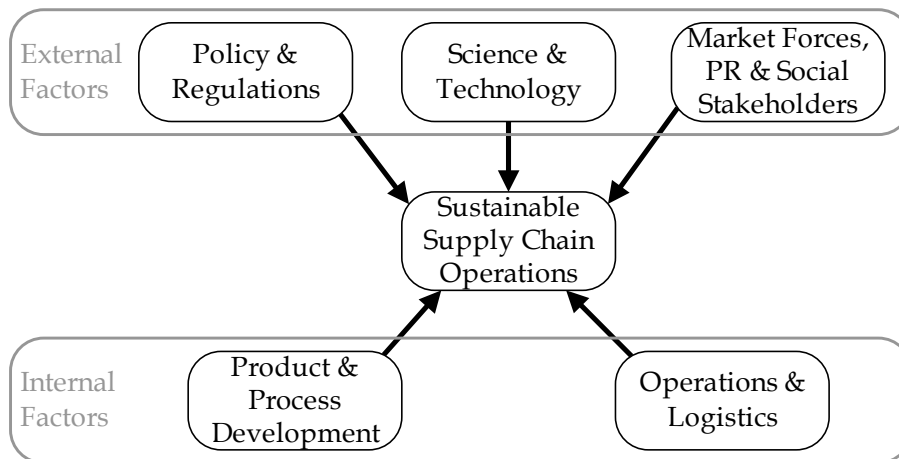 External
Factors
Policy &
Regulations
Science &
Technology
Market Forces,
PR & Social
Stakeholders
Sustainable
Supply Chain
Operations
Internal
Factors
Product &
Process
Development
Operations &
Logistics